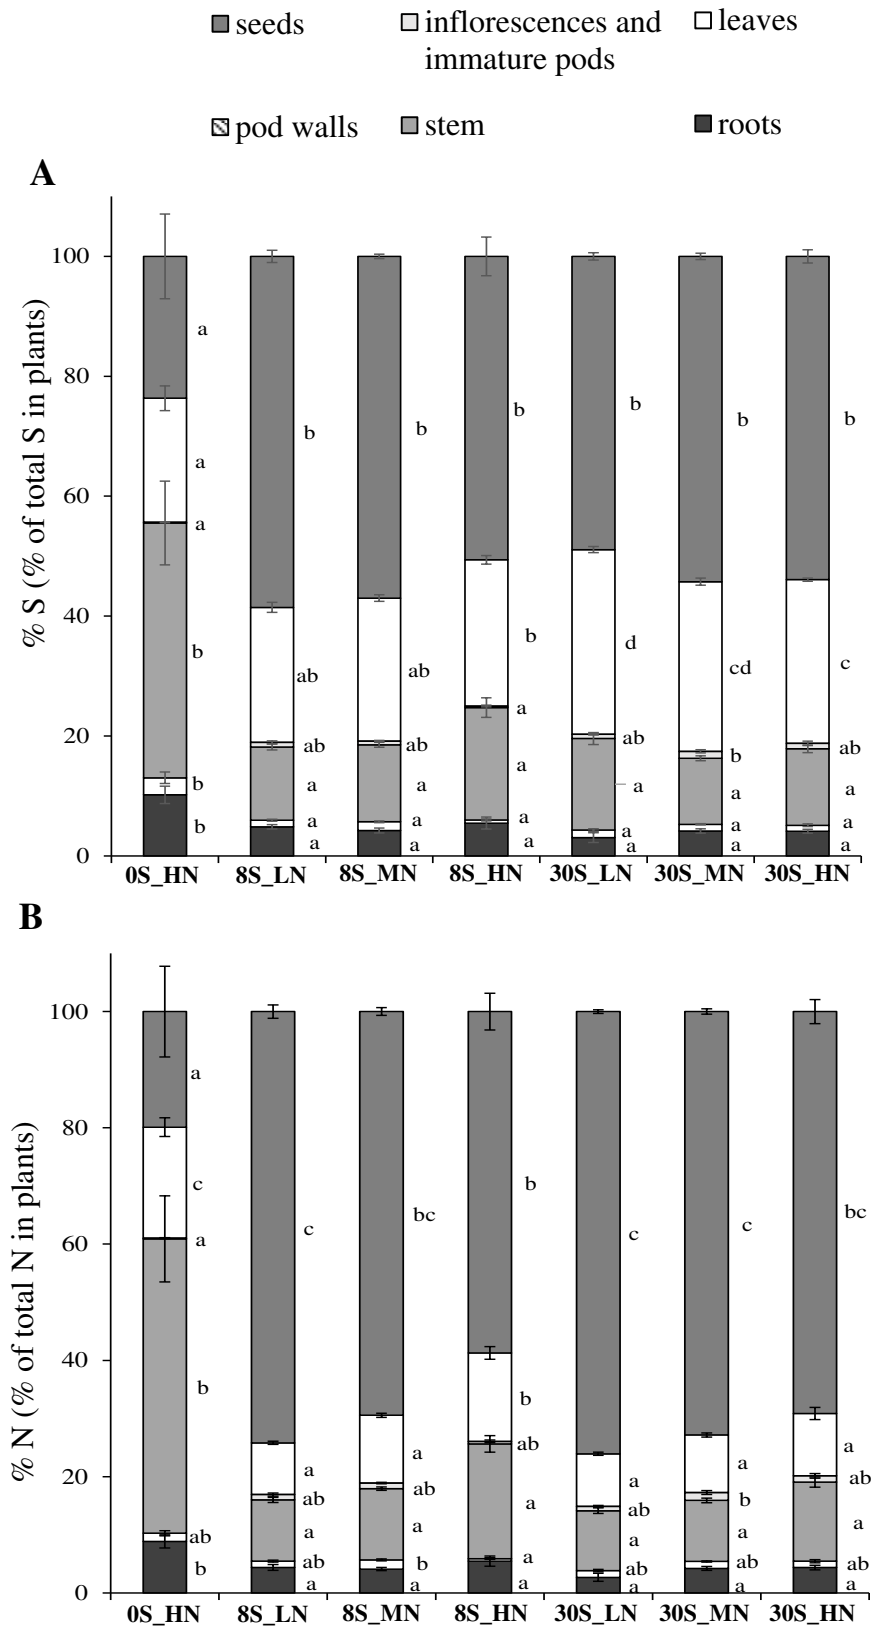 seeds inflorescences and leaves
immature pods
pod walls stem roots
A
% S (% of total S in plants)
100
80
60
40
20
0
a b b b b b b
a ab ab b d cd c
a ab ab a ab b ab
b a a a a a a
b a a a a a a
b a a a a a a
0S_HN 8S_LN 8S_MN 8S_HN 30S_LN 30S_MN 30S_HN
B
% N (% of total N in plants)
100
80
60
40
20
0
a c bc b c c bc
c a a b a a a
a ab ab ab ab b ab
b a a a a a a
ab ab b a ab ab ab
b a a a a a a
0S_HN 8S_LN 8S_MN 8S_HN 30S_LN 30S_MN 30S_HN